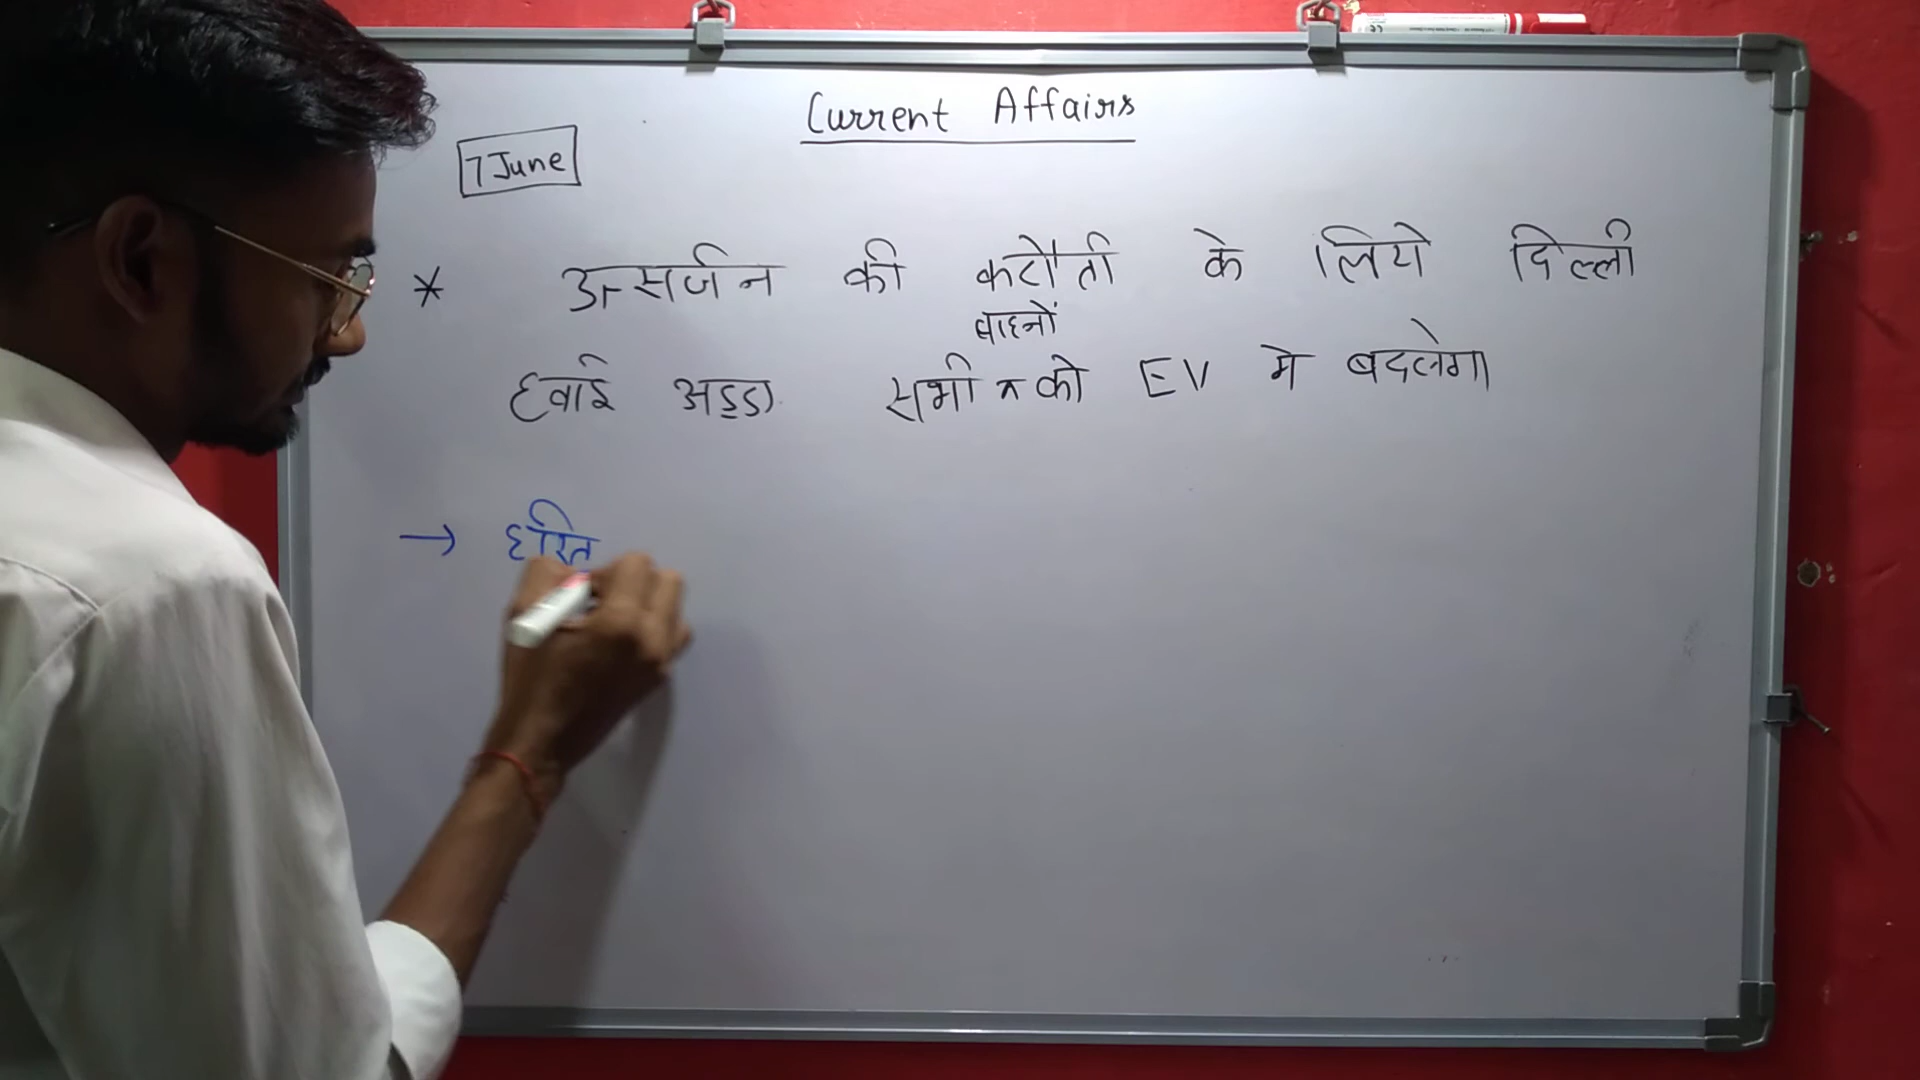 Current Affairs
7 June
* उत्सर्जन की कटौती के लिये दिल्ली
वाहनों
हवाई अड्डा सभी ^ को EV मे बदलेगा
→ हरित